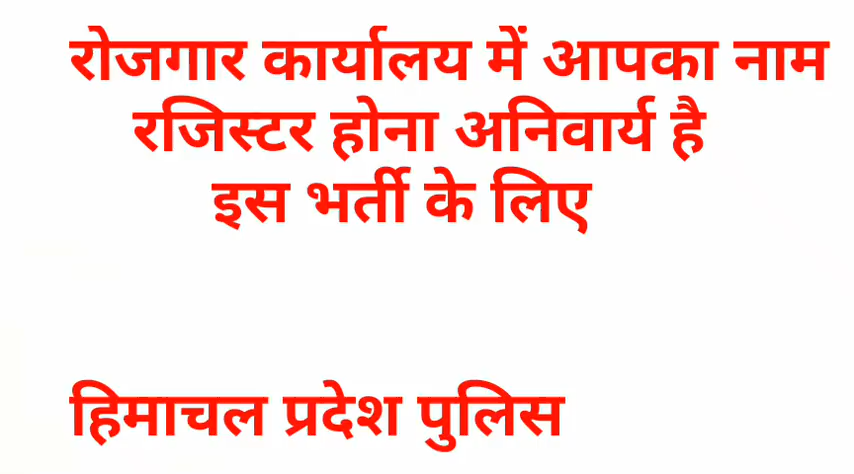 रोजगार कार्यालय में आपका नाम
रजिस्टर होना अनिवार्य है
इस भर्ती के लिए
हिमाचल प्रदेश पुलिस